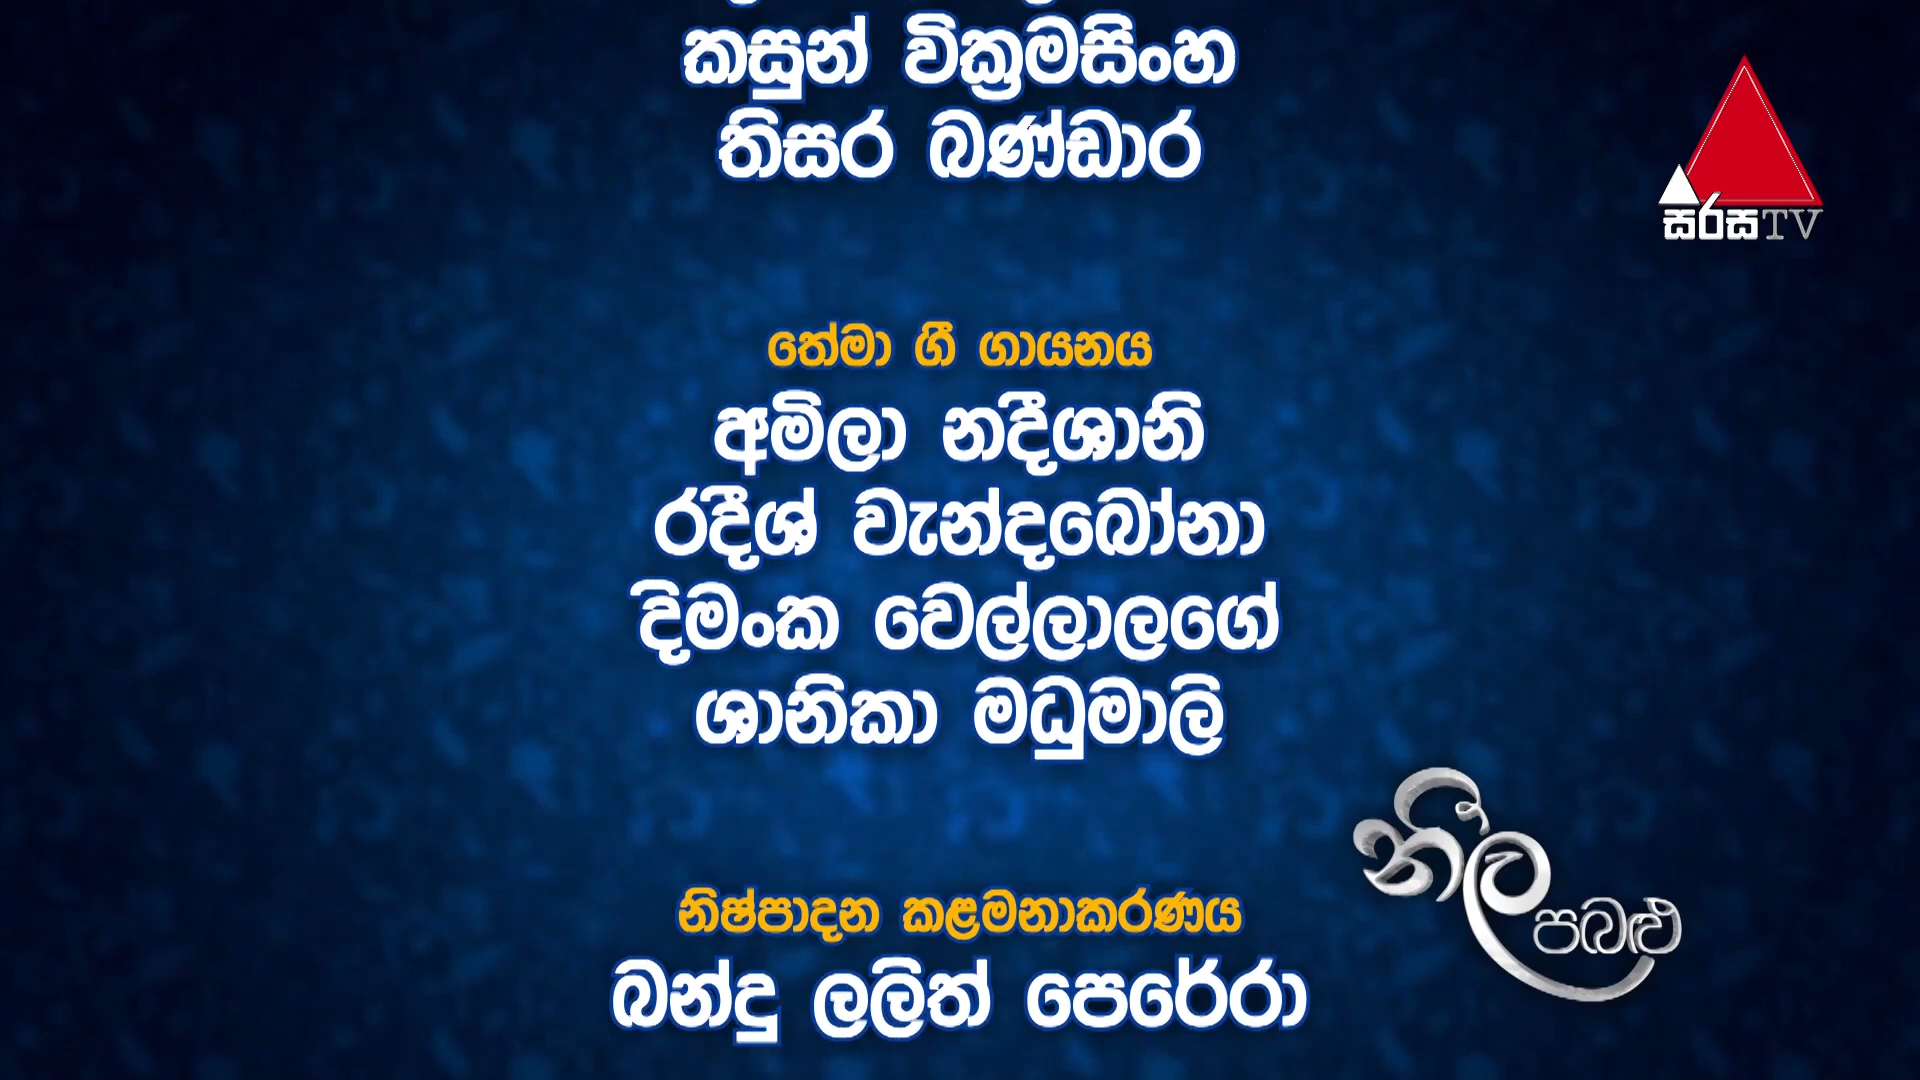 කසුන් වික්‍රමසිංහ
තිසර බණ්ඩාර
සිරස TV
තේමා ගී ගායනය
අමිලා නදීශානි
රදීශ් වැන්දබෝනා
දිමංක වෙල්ලාලගේ
ශානිකා මධුමාලි
නිල්
පබළු
නිෂ්පාදන කළමනාකරණය
බන්දු ලලිත් පෙරේරා